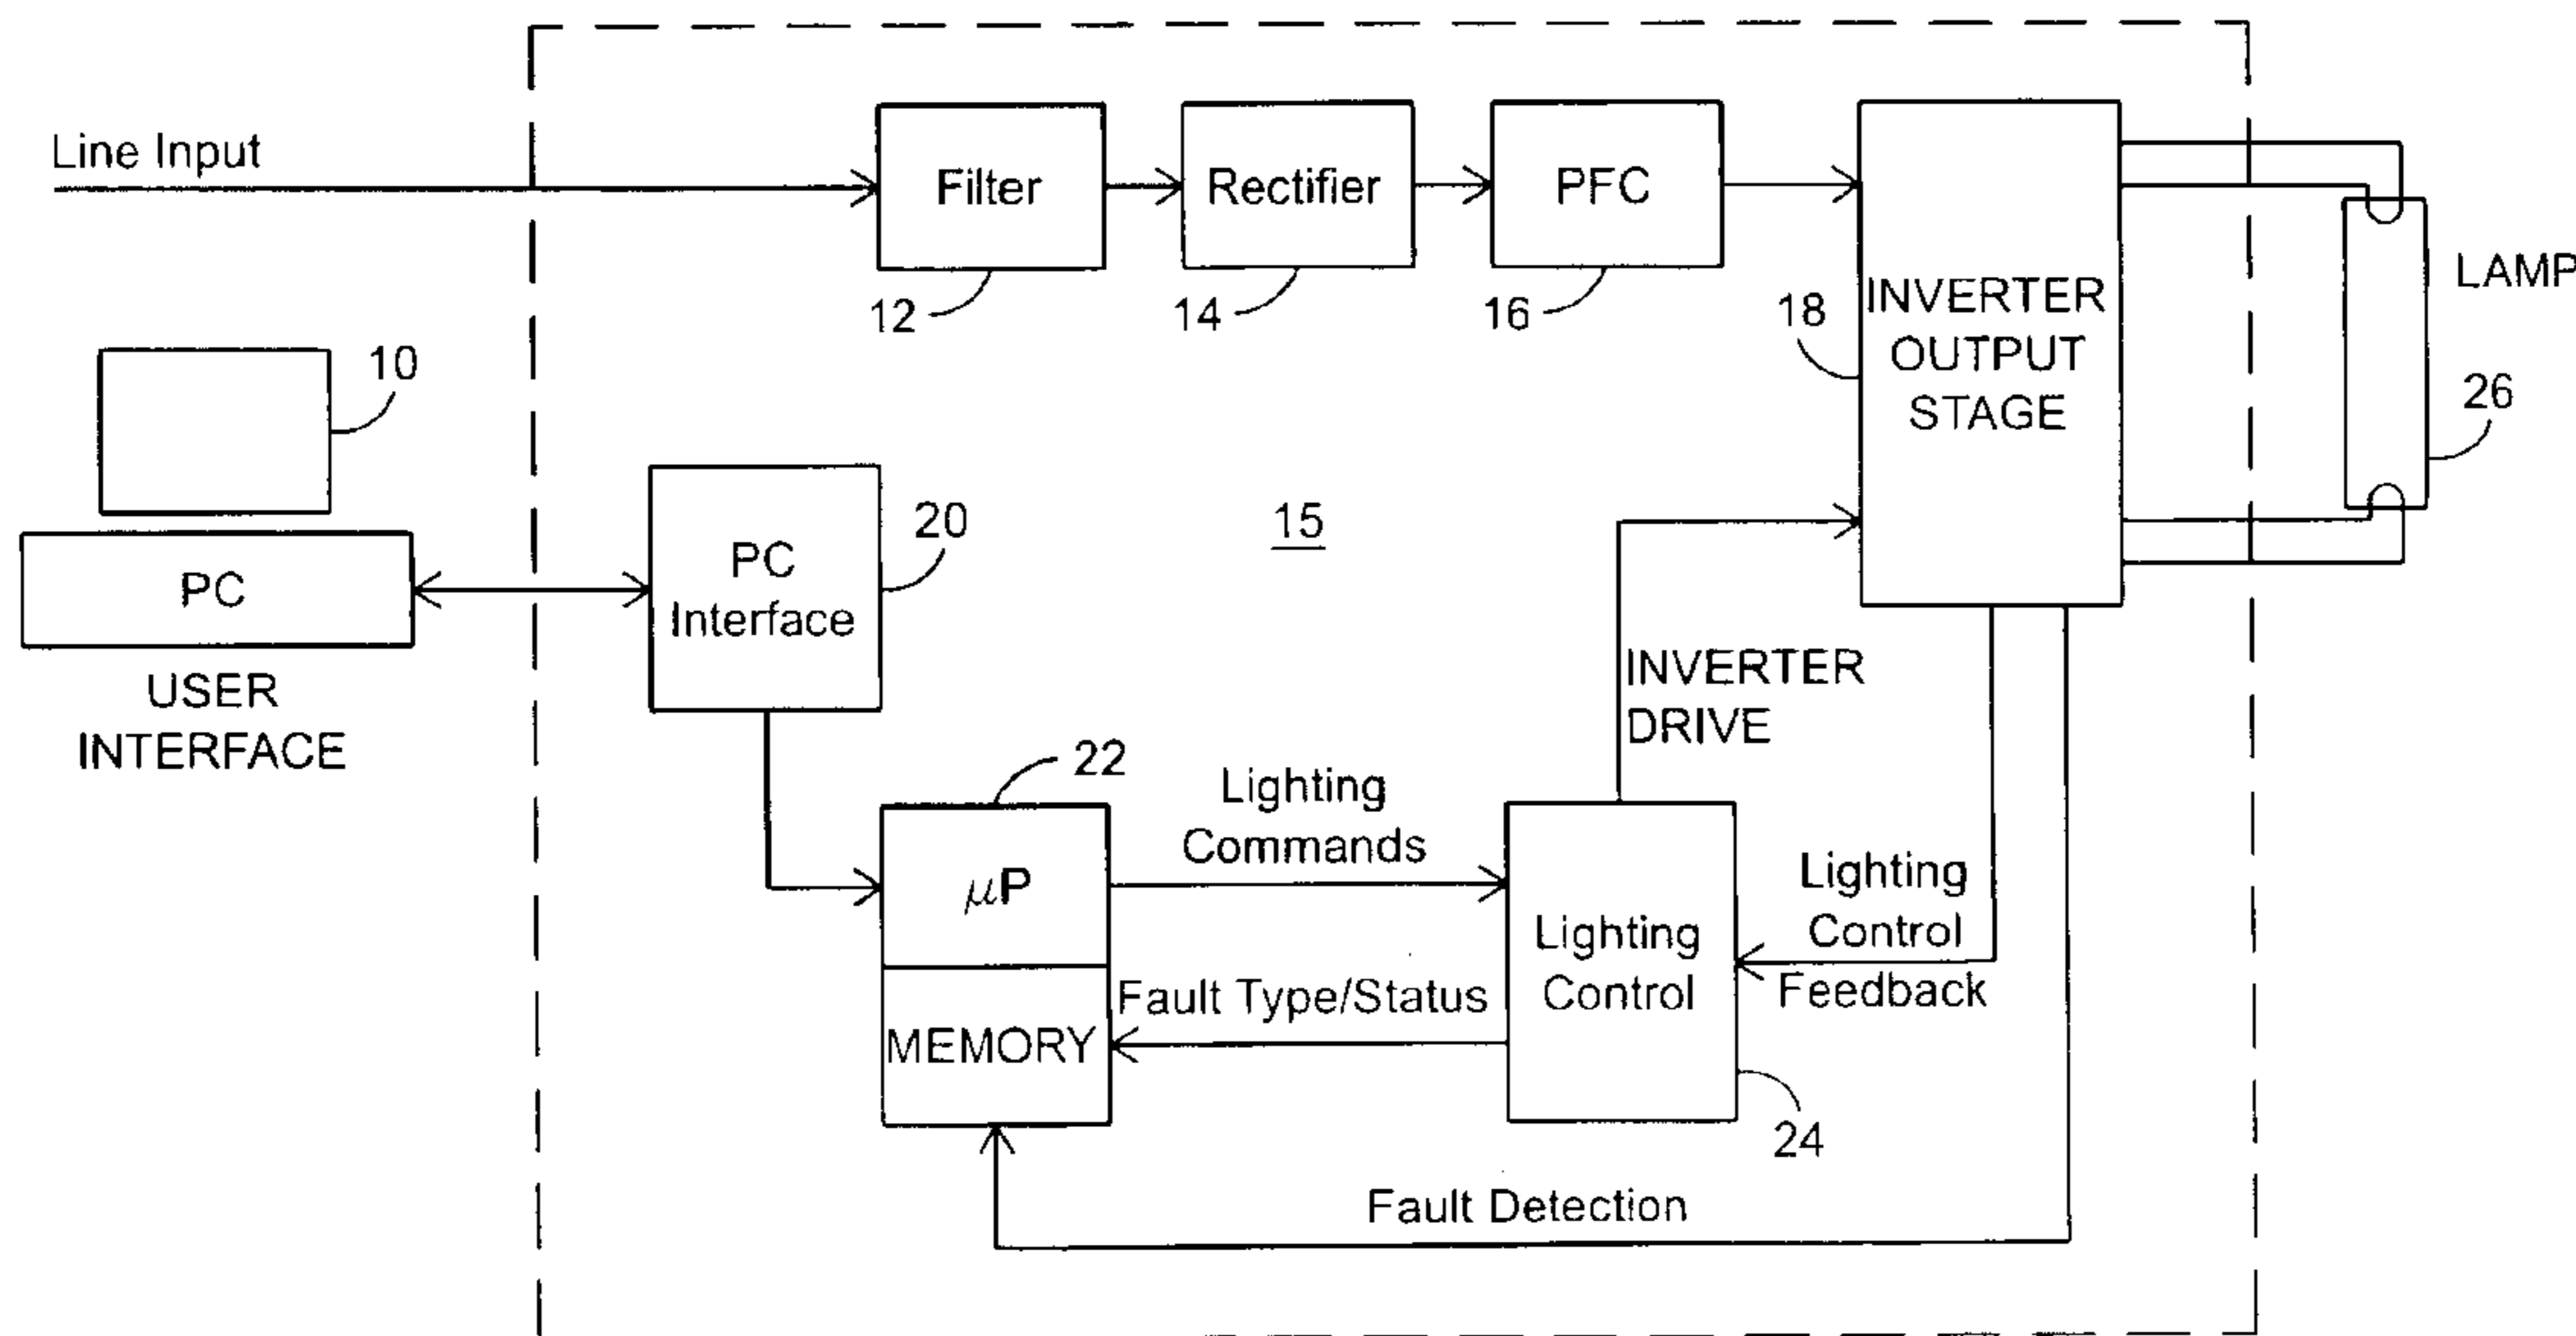 Line Input
Filter
Rectifier
PFC
12
14
16
18
INVERTER
OUTPUT
STAGE
LAMP
26
10
PC
USER
INTERFACE
PC
Interface
20
15
INVERTER
DRIVE
22
μP
MEMORY
Lighting
Commands
Fault Type/Status
Lighting
Control
24
Lighting
Control
Feedback
Fault Detection